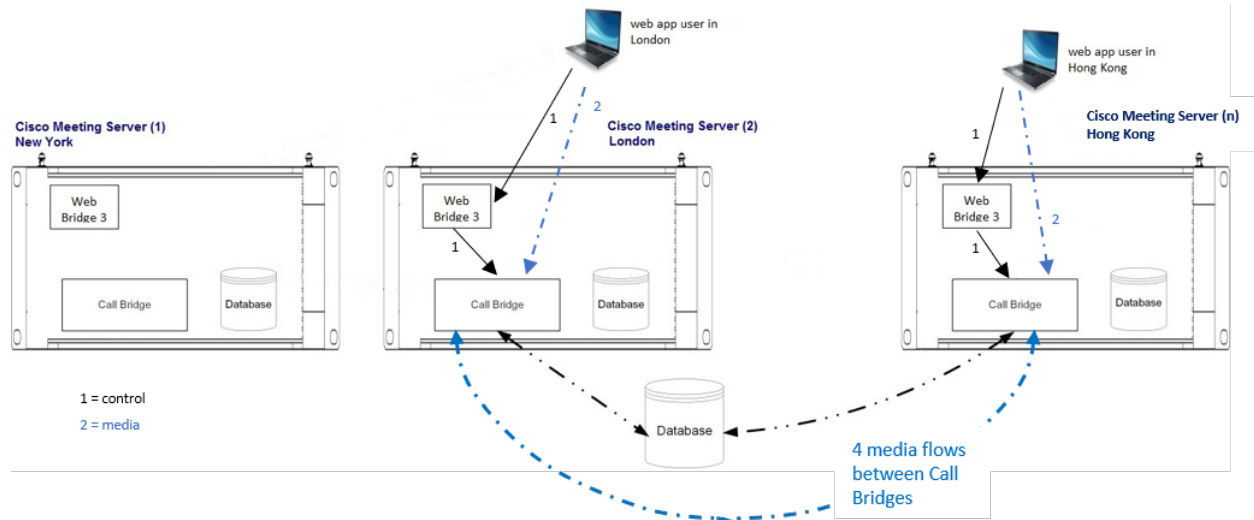 web app user in
London
web app user in
Hong Kong
Cisco Meeting Server (1)
New York
Cisco Meeting Server (2)
London
Cisco Meeting Server (n)
Hong Kong
1
2
1
2
Web
Bridge 3
Web
Bridge 3
Web
Bridge 3
1
1
Call Bridge
Database
Call Bridge
Database
Call Bridge
Database
1 = control
2 = media
Database
4 media flows
between Call
Bridges